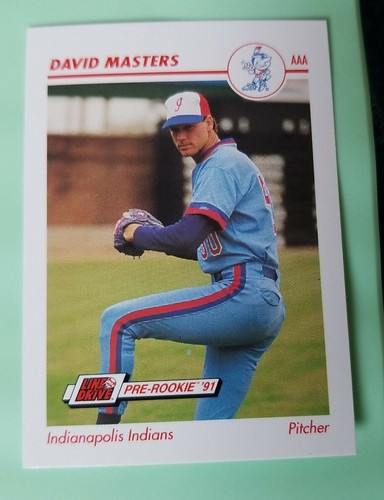 DAVID MASTERS
AAA
LINE
DRIVE
PRE-ROOKIE '91
Indianapolis Indians
Pitcher